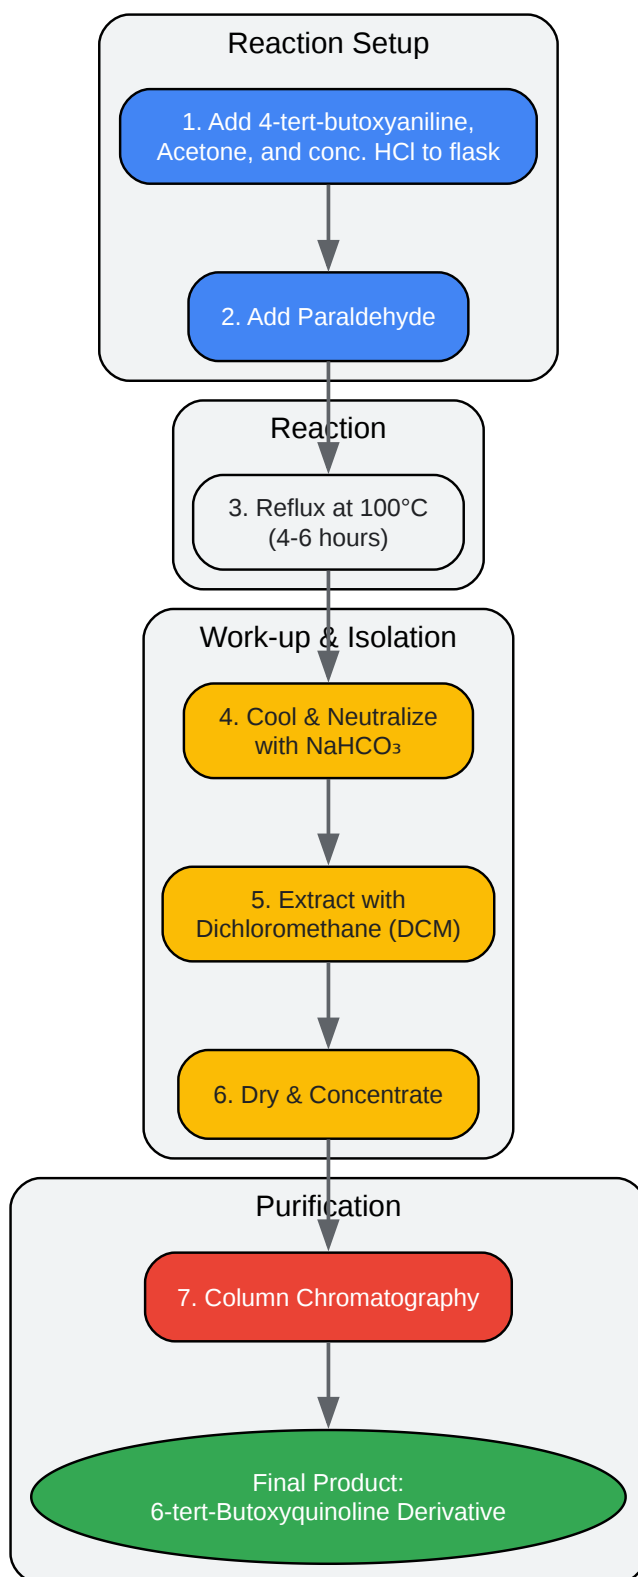 Reaction Setup
1. Add 4-tert-butoxyaniline,
Acetone, and conc. HCl to flask
2. Add Paraldehyde
Reaction
3. Reflux at 100°C
(4-6 hours)
Work-up & Isolation
4. Cool & Neutralize
with NaHCO₃
5. Extract with
Dichloromethane (DCM)
6. Dry & Concentrate
Purification
7. Column Chromatography
Final Product:
6-tert-Butoxyquinoline Derivative